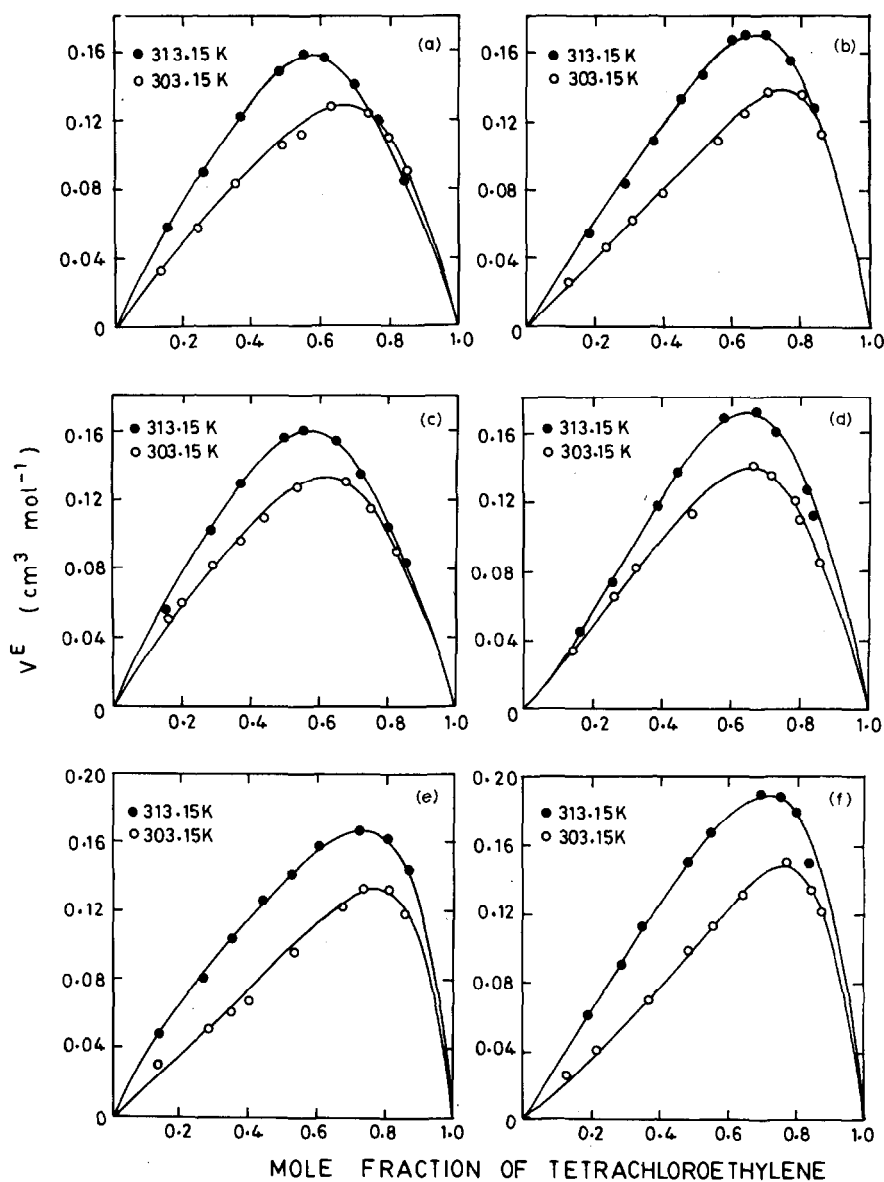 (a)
● 313.15 K
○ 303.15 K
0.16
0.12
0.08
0.04
0
0.2 0.4 0.6 0.8 1.0
(b)
● 313.15 K
○ 303.15 K
0.16
0.12
0.08
0.04
0
0.2 0.4 0.6 0.8 1.0
(c)
● 313.15 K
○ 303.15 K
0.16
0.12
0.08
0.04
0
0.2 0.4 0.6 0.8 1.0
(d)
● 313.15 K
○ 303.15 K
0.16
0.12
0.08
0.04
0
0.2 0.4 0.6 0.8 1.0
V^E (cm³ mol⁻¹)
(e)
● 313.15K
○ 303.15K
0.20
0.16
0.12
0.08
0.04
0
0.2 0.4 0.6 0.8 1.0
(f)
● 313.15K
○ 303.15K
0.20
0.16
0.12
0.08
0.04
0
0.2 0.4 0.6 0.8 1.0
MOLE FRACTION OF TETRACHLOROETHYLENE